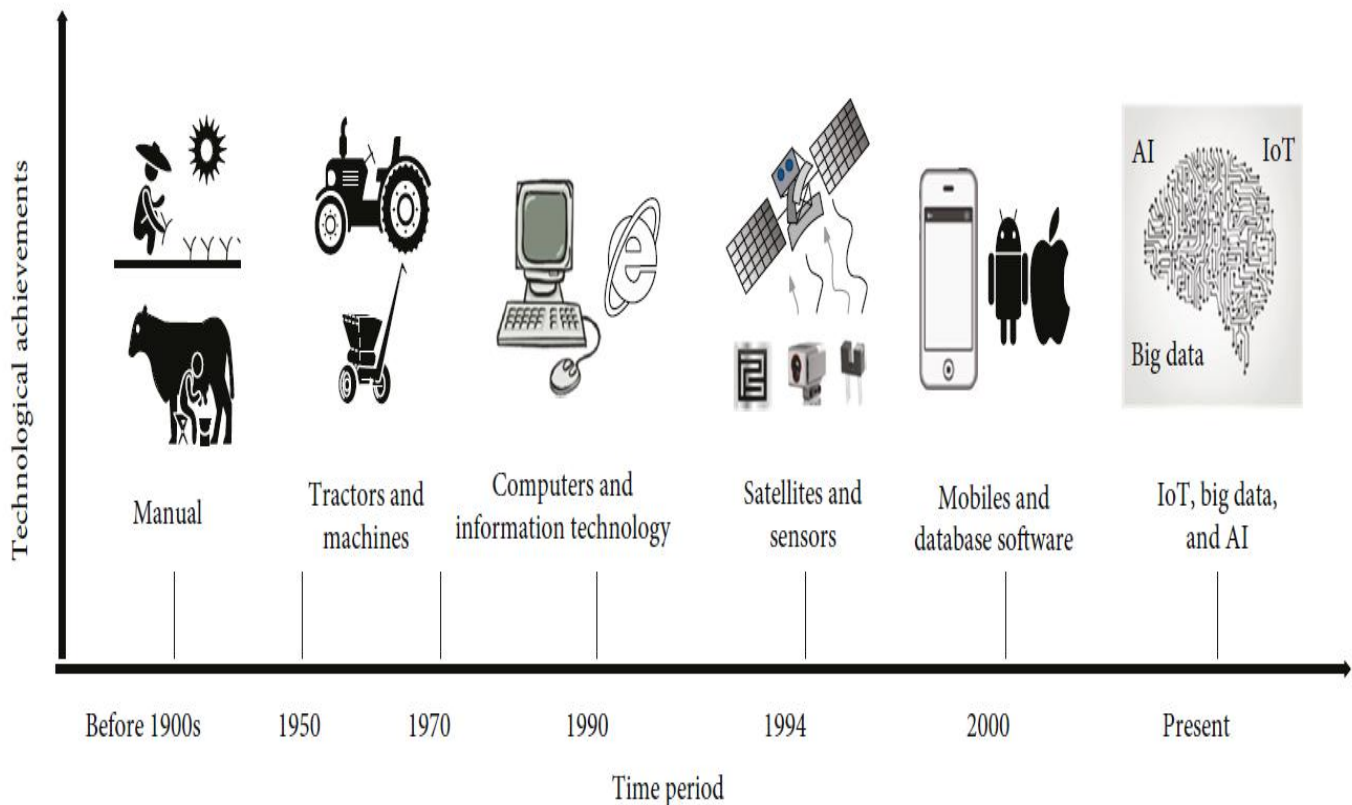 Technological achievements
AI
IoT
Big data
Manual
Tractors and
machines
Computers and
information technology
Satellites and
sensors
Mobiles and
database software
IoT, big data,
and AI
Before 1900s
1950
1970
1990
1994
2000
Present
Time period